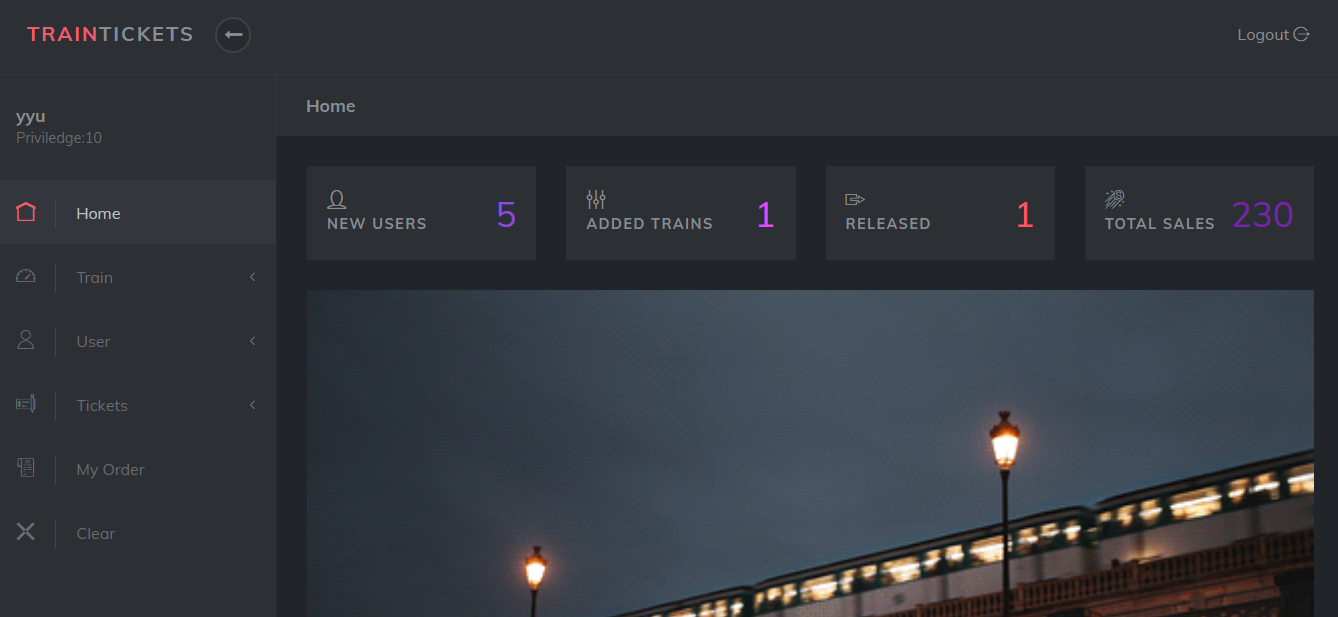 TRAINTICKETS
Logout
yyu
Priviledge:10
Home
Train
User
Tickets
My Order
Clear
Home
NEW USERS 5
ADDED TRAINS 1
RELEASED 1
TOTAL SALES 230